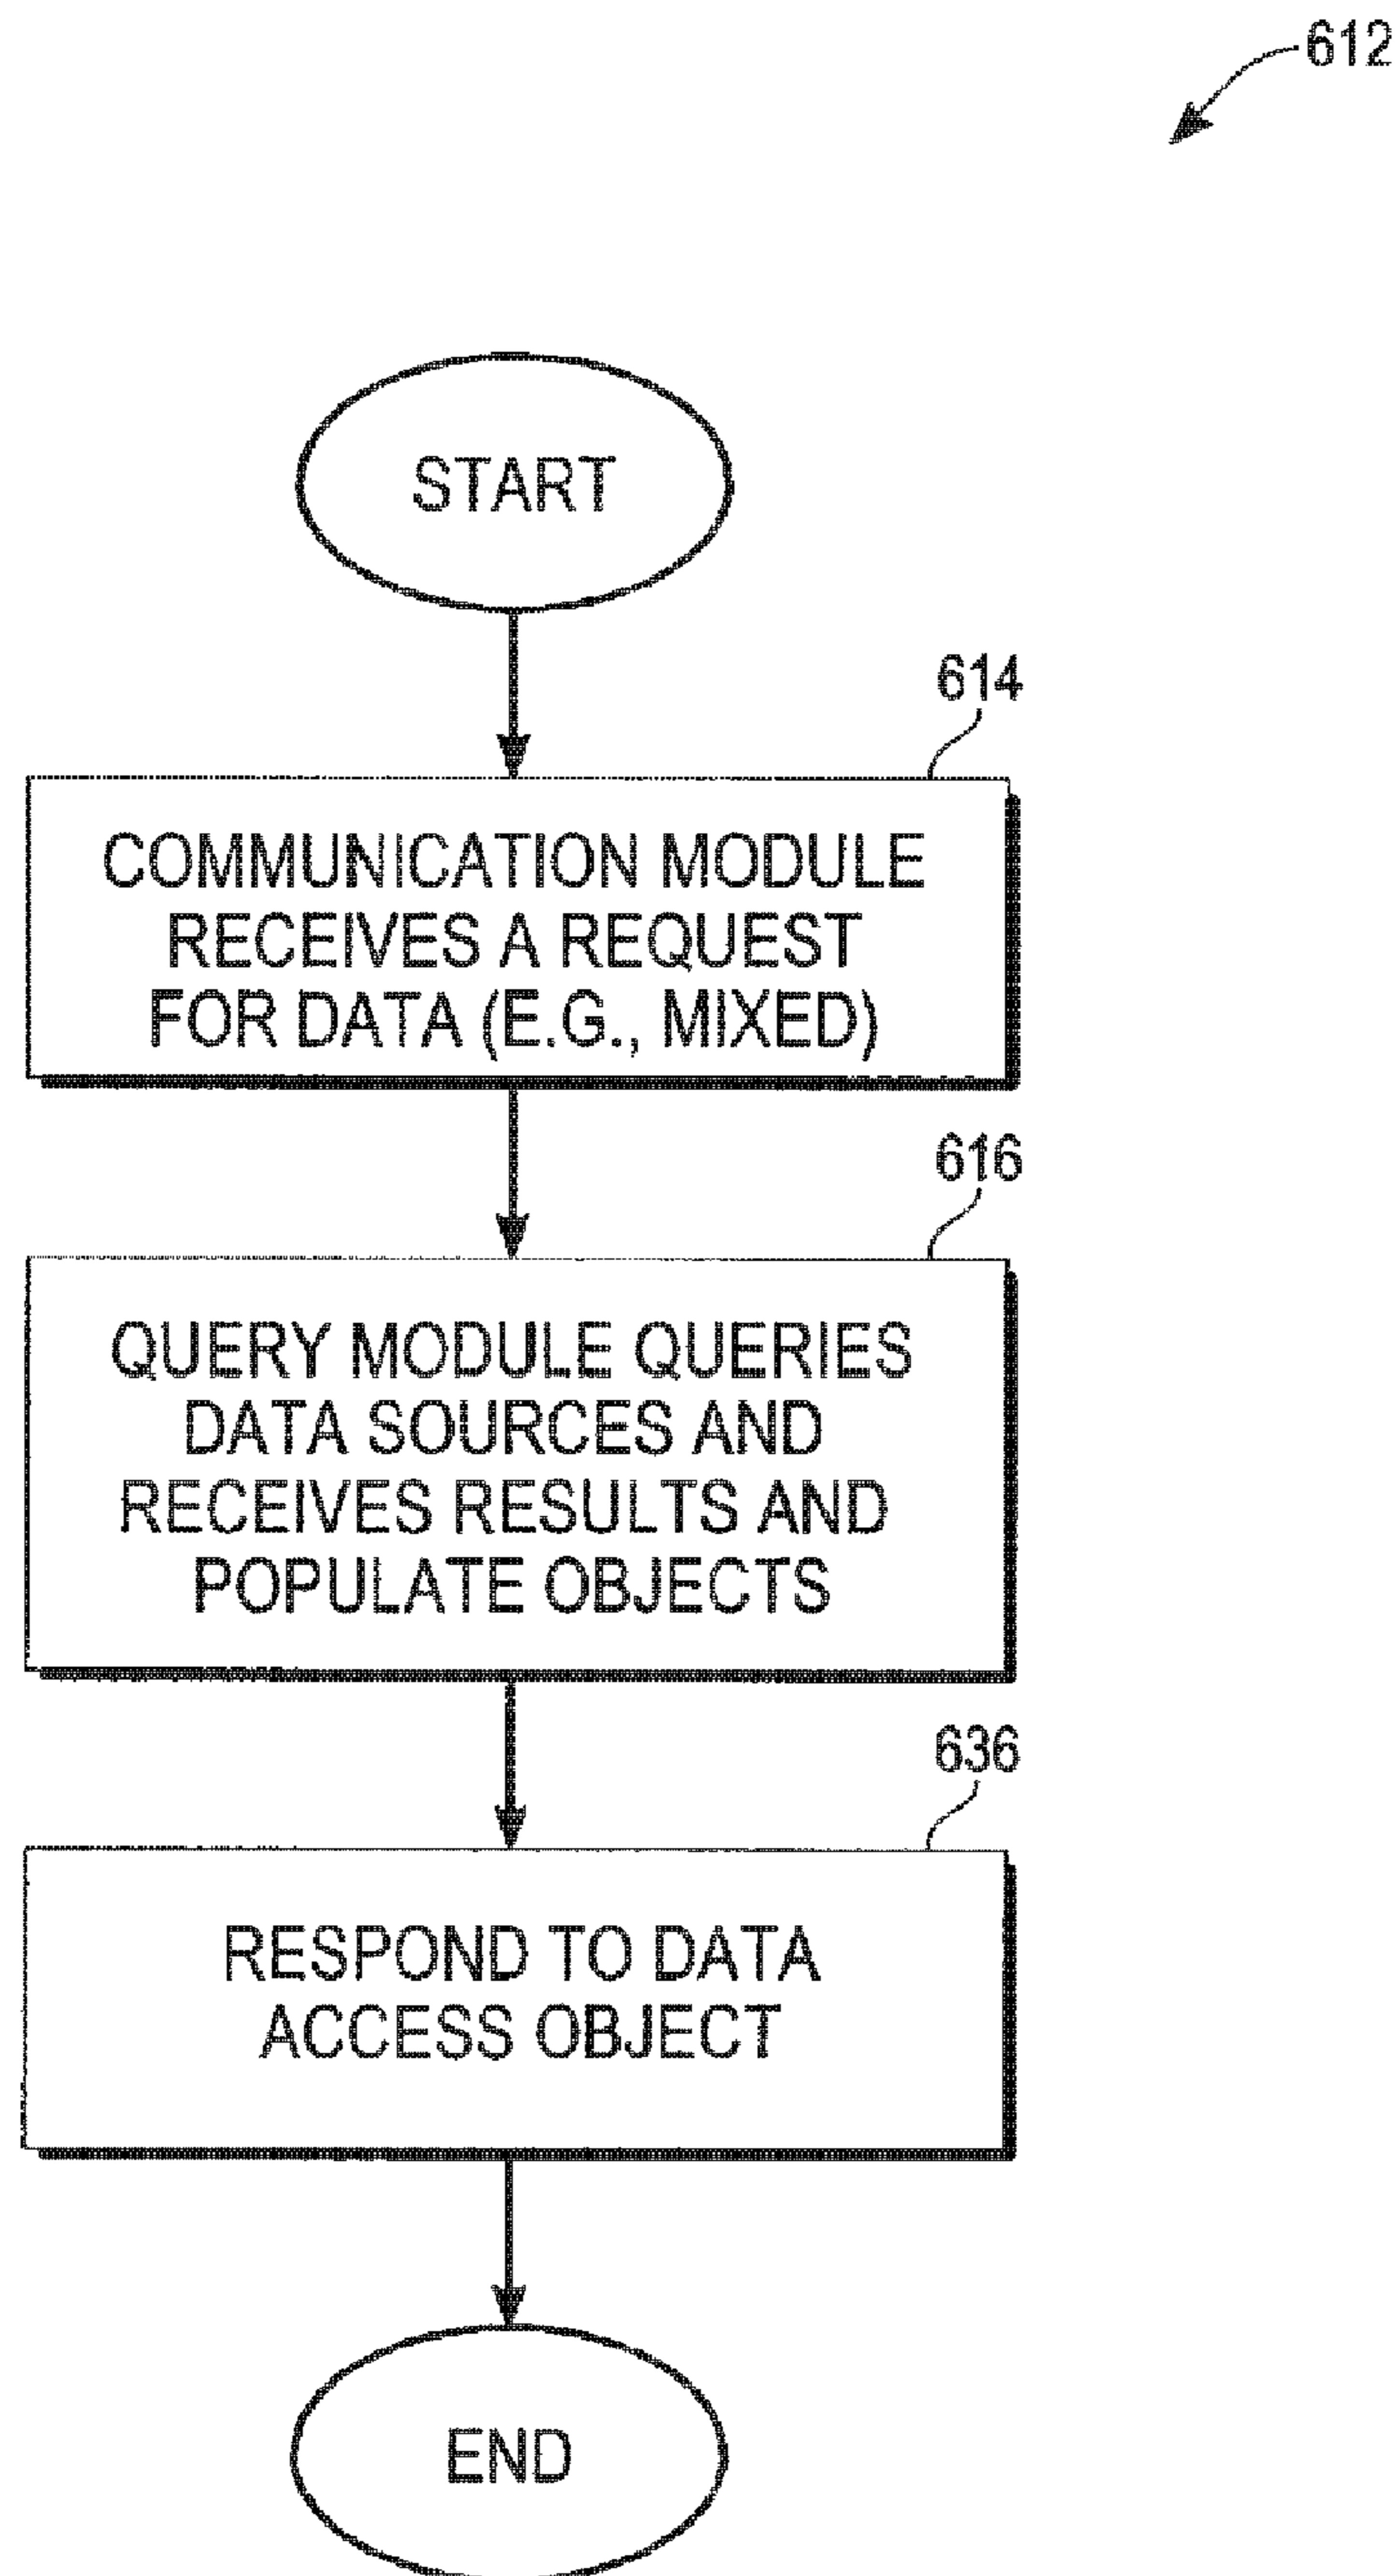 612
START
614
COMMUNICATION MODULE
RECEIVES A REQUEST
FOR DATA (E.G., MIXED)
616
QUERY MODULE QUERIES
DATA SOURCES AND
RECEIVES RESULTS AND
POPULATE OBJECTS
636
RESPOND TO DATA
ACCESS OBJECT
END